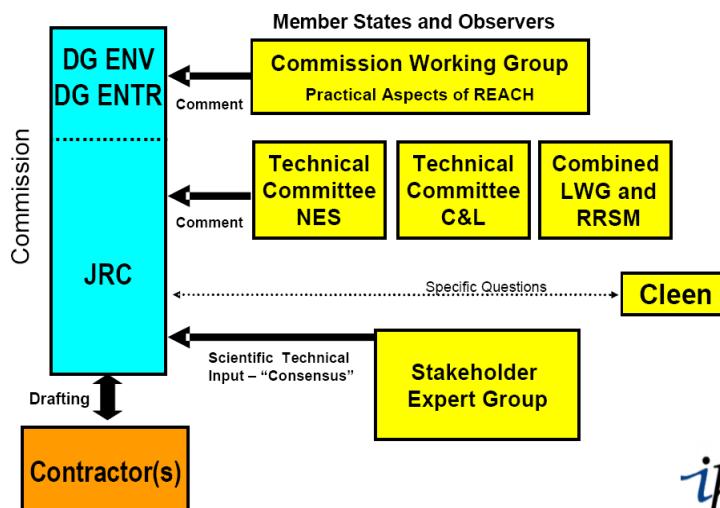 Member States and Observers
DG ENV
DG ENTR
Comment
Commission Working Group
Practical Aspects of REACH
Commission
Technical
Committee
NES
Technical
Committee
C&L
Combined
LWG and
RRSM
Comment
JRC
Specific Questions
Cleen
Scientific Technical
Input – “Consensus”
Stakeholder
Expert Group
Drafting
Contractor(s)